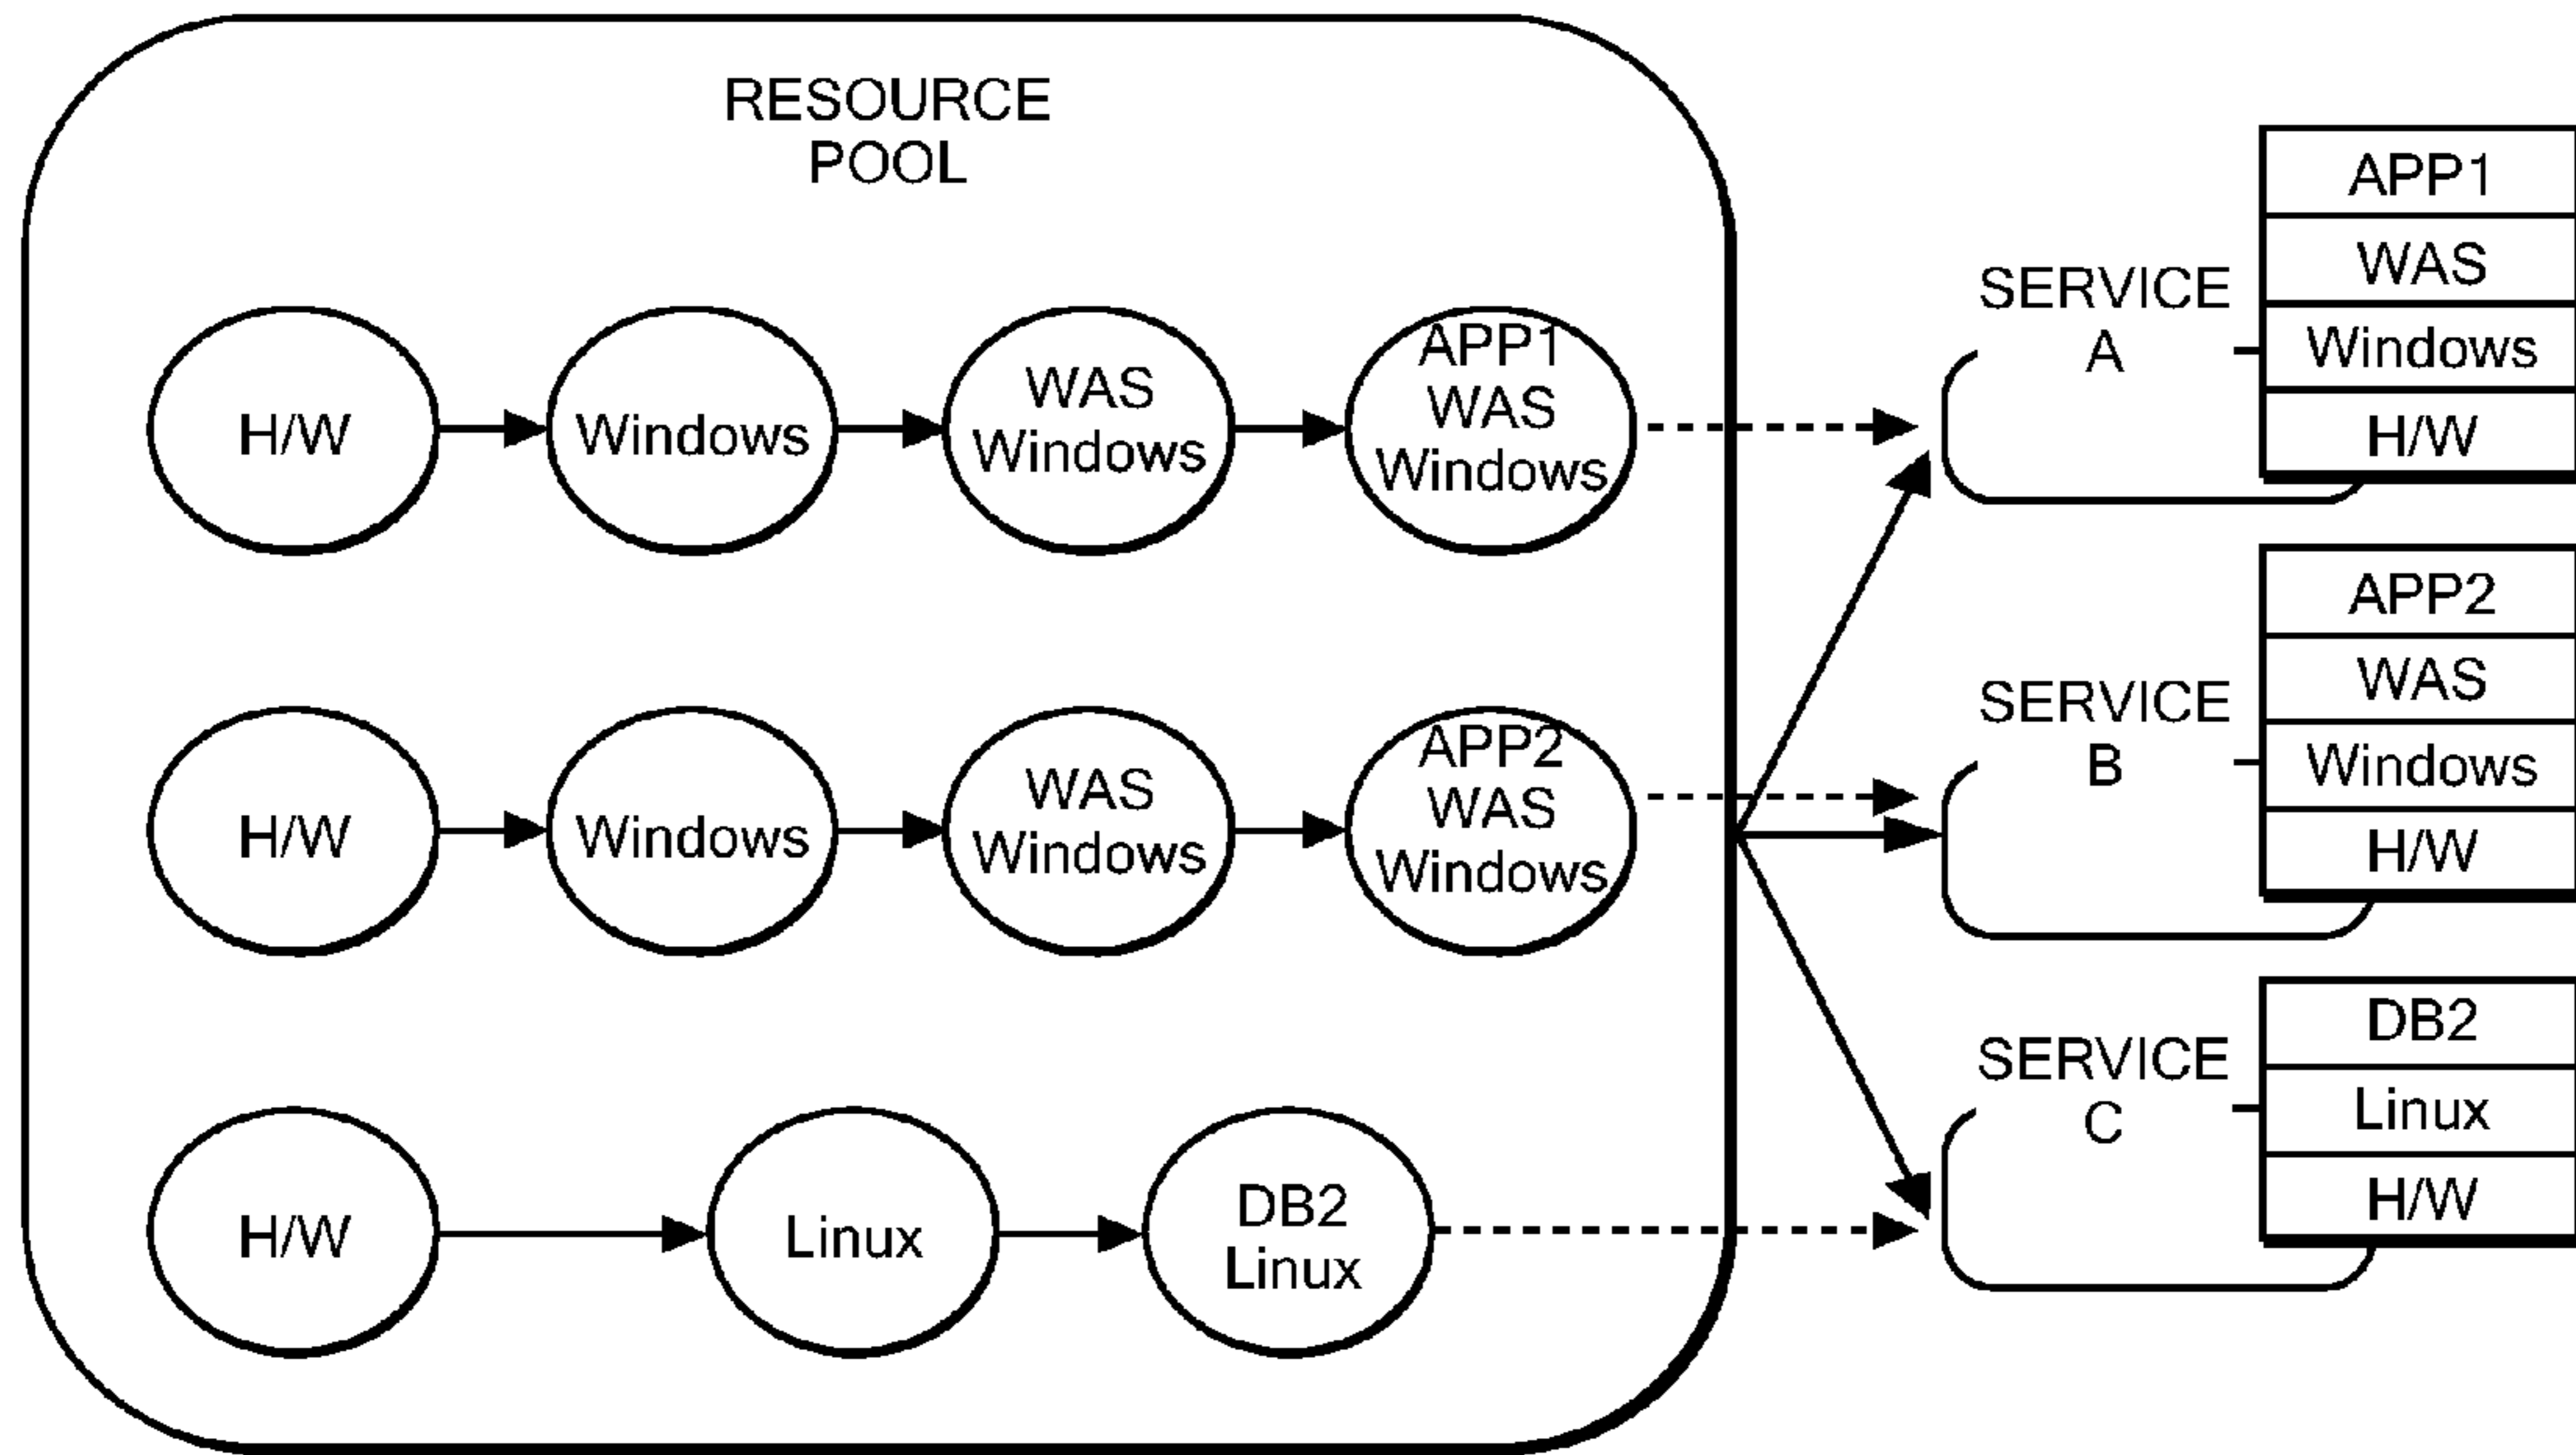 RESOURCE
POOL
H/W
Windows
WAS
Windows
APP1
WAS
Windows
H/W
Windows
WAS
Windows
APP2
WAS
Windows
H/W
Linux
DB2
Linux
SERVICE
A
APP1
WAS
Windows
H/W
SERVICE
B
APP2
WAS
Windows
H/W
SERVICE
C
DB2
Linux
H/W